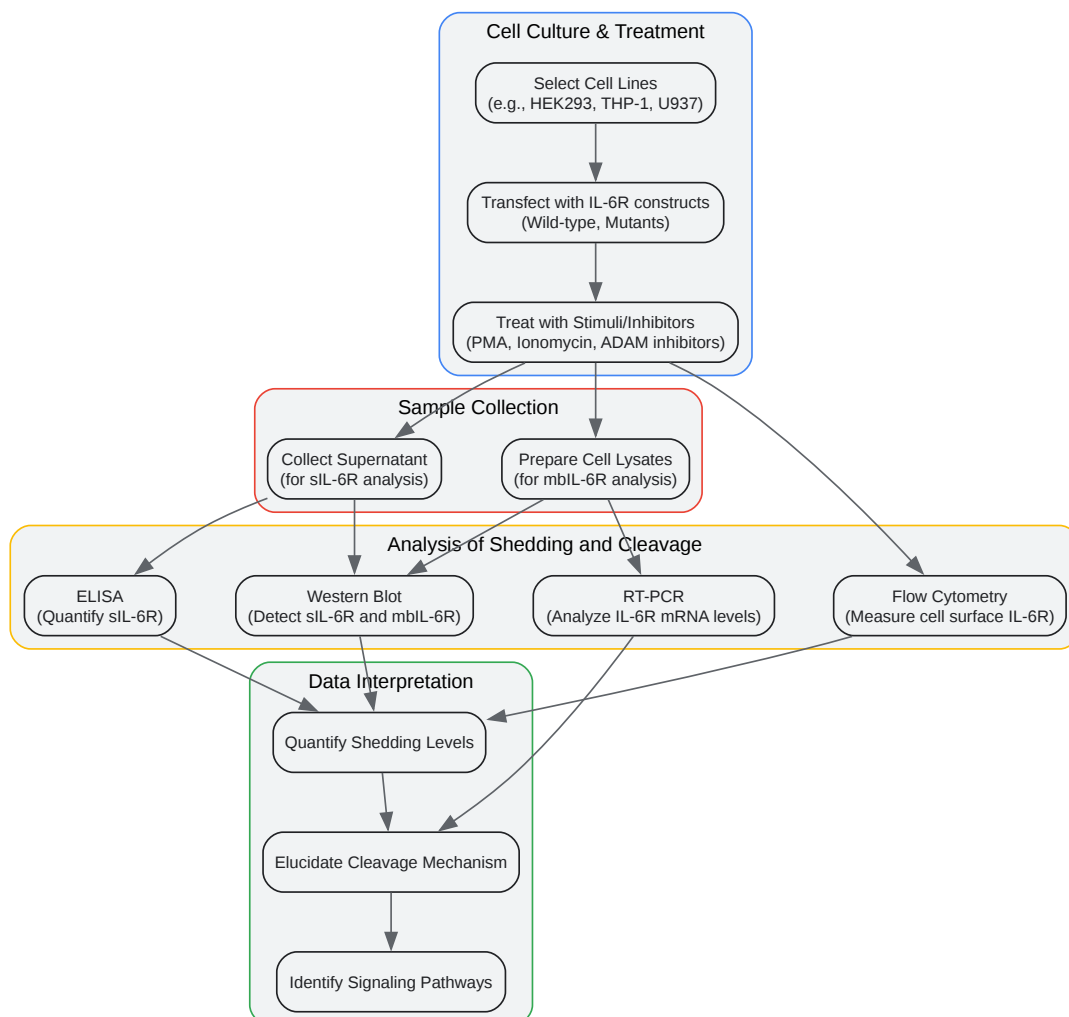 Cell Culture & Treatment
Select Cell Lines
(e.g., HEK293, THP-1, U937)
Transfect with IL-6R constructs
(Wild-type, Mutants)
Treat with Stimuli/Inhibitors
(PMA, Ionomycin, ADAM inhibitors)
Sample Collection
Collect Supernatant
(for sIL-6R analysis)
Prepare Cell Lysates
(for mbIL-6R analysis)
Analysis of Shedding and Cleavage
ELISA
(Quantify sIL-6R)
Western Blot
(Detect sIL-6R and mbIL-6R)
RT-PCR
(Analyze IL-6R mRNA levels)
Flow Cytometry
(Measure cell surface IL-6R)
Data Interpretation
Quantify Shedding Levels
Elucidate Cleavage Mechanism
Identify Signaling Pathways